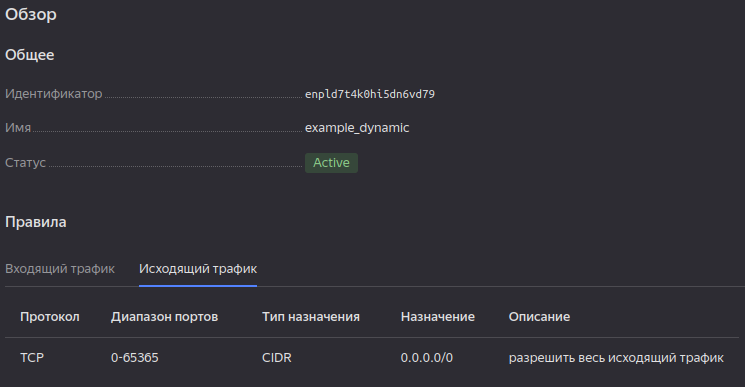 Обзор
Общее
Идентификатор enpld7t4k0hi5dn6vd79
Имя example_dynamic
Статус Active
Правила
Входящий трафик Исходящий трафик
Протокол Диапазон портов Тип назначения Назначение Описание
TCP 0-65365 CIDR 0.0.0.0/0 разрешить весь исходящий трафик